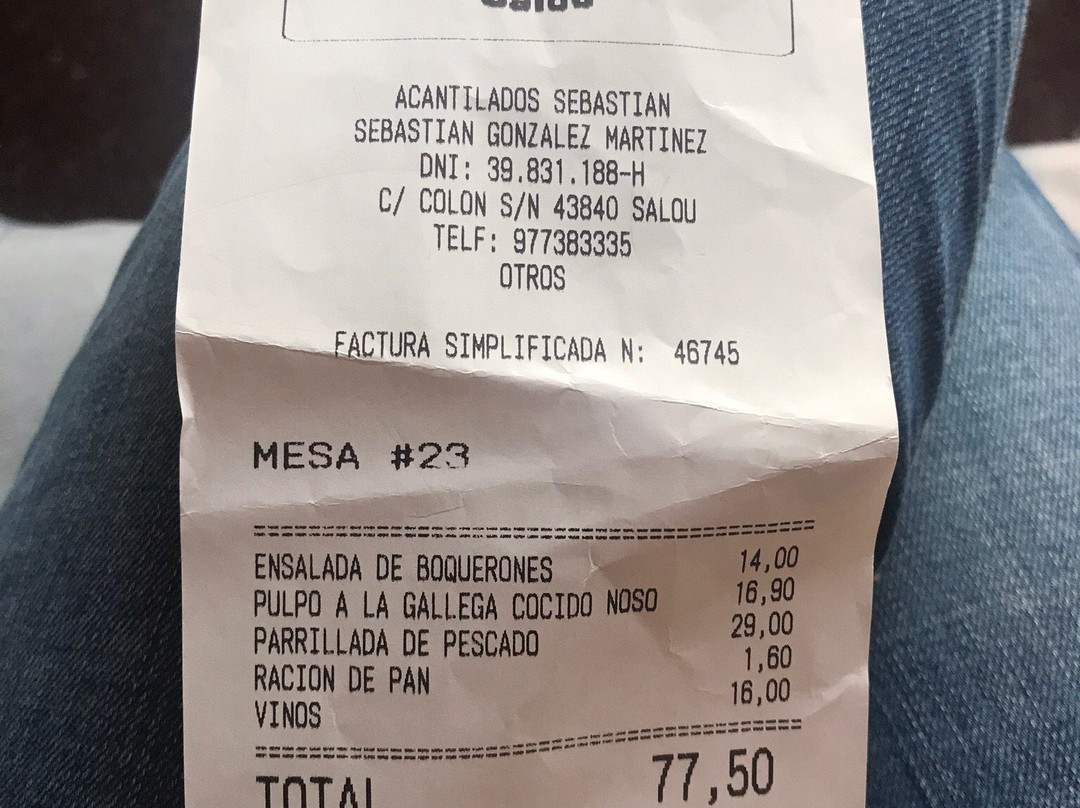 ACANTILADOS SEBASTIAN
SEBASTIAN GONZALEZ MARTINEZ
DNI: 39.831.188-H
C/ COLON S/N 43840 SALOU
TELF: 977383335
OTROS
FACTURA SIMPLIFICADA N: 46745
MESA #23
ENSALADA DE BOQUERONES 14,00
PULPO A LA GALLEGA COCIDO NOSO 16,90
PARRILLADA DE PESCADO 29,00
RACION DE PAN 1,60
VINOS 16,00
TOTAL 77,50